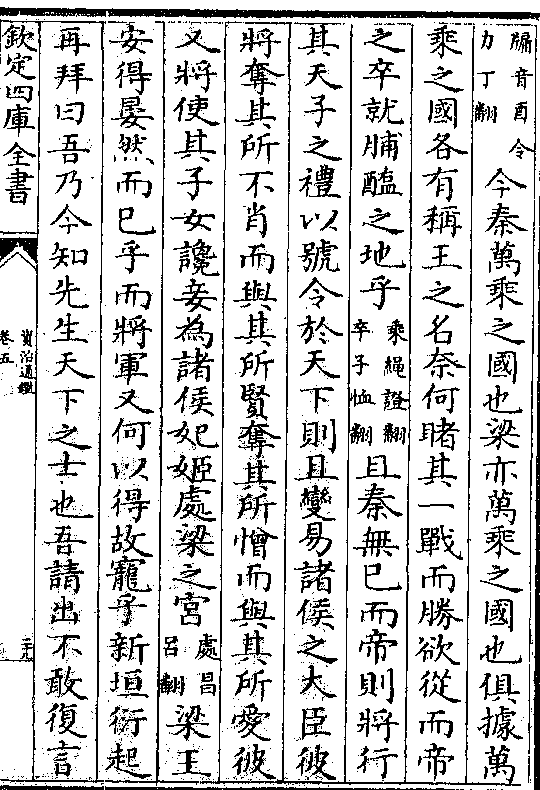 牖音酉令力丁翻今秦萬乘之國也梁亦萬乘之國也俱據萬
乘之國各有稱王之名奈何睹其一戰而勝欲從而帝
之卒就脯醢之地乎乘繩證翻卒子恤翻且秦無已而帝則將行
其天子之禮以號令於天下則且變易諸侯之大臣彼
將奪其所不肖而與其所賢奪其所憎而與其所愛彼
又將使其子女讒妾為諸侯妃姬處梁之宮處昌呂翻梁王
安得晏然而已乎而將軍又何以得故寵乎新垣衍起
再拜曰吾乃今知先生天下之士也吾請出不敢復言
欽定四庫全書
資治通鑑
卷五